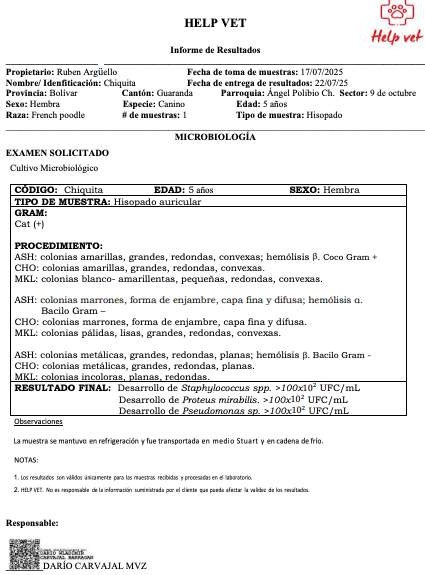 HELP VET
Help vet
Informe de Resultados
Propietario: Ruben Argüello Fecha de toma de muestras: 17/07/2025
Nombre/ Idenfiticación: Chiquita Fecha de entrega de resultados: 22/07/25
Provincia: Bolívar Cantón: Guaranda Parroquia: Ángel Polibio Ch. Sector: 9 de octubre
Sexo: Hembra Especie: Canino Edad: 5 años
Raza: French poodle # de muestras: 1 Tipo de muestra: Hisopado
MICROBIOLOGÍA
EXAMEN SOLICITADO
Cultivo Microbiológico
CÓDIGO: Chiquita EDAD: 5 años SEXO: Hembra
TIPO DE MUESTRA: Hisopado auricular
GRAM:
Cat (+)
PROCEDIMIENTO:
ASH: colonias amarillas, grandes, redondas, convexas; hemólisis β. Coco Gram +
CHO: colonias amarillas, grandes, redondas, convexas.
MKL: colonias blanco- amarillentas, pequeñas, redondas, convexas.
ASH: colonias marrones, forma de enjambre, capa fina y difusa; hemólisis α.
Bacilo Gram –
CHO: colonias marrones, forma de enjambre, capa fina y difusa.
MKL: colonias pálidas, lisas, grandes, redondas, convexas.
ASH: colonias metálicas, grandes, redondas, planas; hemólisis β. Bacilo Gram -
CHO: colonias metálicas, grandes, redondas, planas.
MKL: colonias incoloras, planas, redondas.
RESULTADO FINAL: Desarrollo de Staphylococcus spp. >100x10² UFC/mL
Desarrollo de Proteus mirabilis. >100x10² UFC/mL
Desarrollo de Pseudomonas sp. >100x10² UFC/mL
Observaciones
La muestra se mantuvo en refrigeración y fue transportada en medio Stuart y en cadena de frío.
NOTAS:
1. Los resultados son válidos únicamente para las muestras recibidas y procesadas en el laboratorio.
2. HELP VET. No es responsable de la información suministrada por el cliente que pueda afectar la validez de los resultados.
Responsable:
DARIO WLADIMIR
CARVAJAL BARRAGAN
DARÍO CARVAJAL MVZ